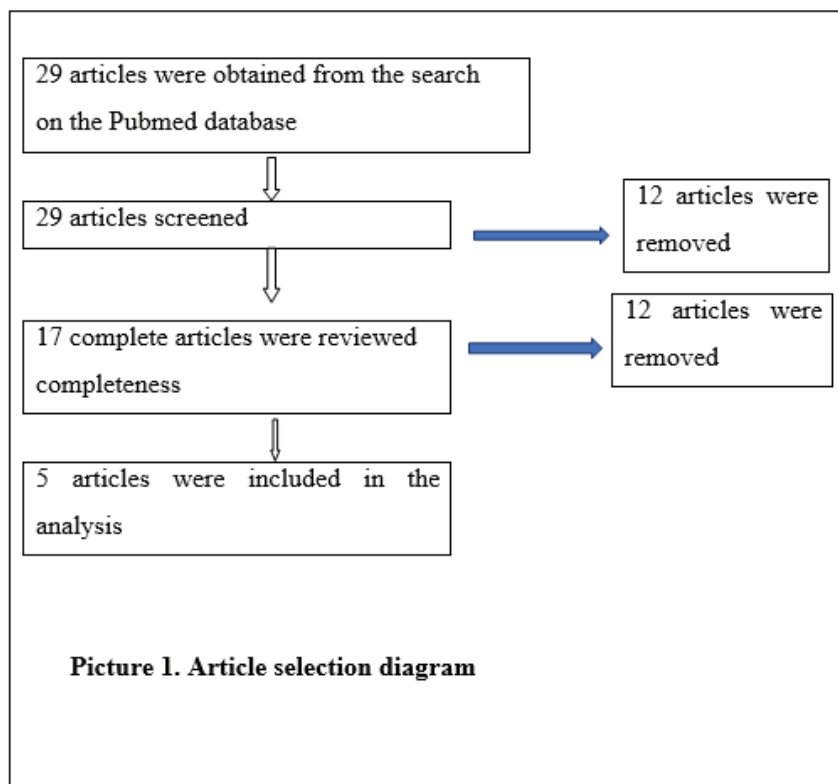 29 articles were obtained from the search
on the Pubmed database
29 articles screened
12 articles were
removed
17 complete articles were reviewed
completeness
12 articles were
removed
5 articles were included in the
analysis
Picture 1. Article selection diagram